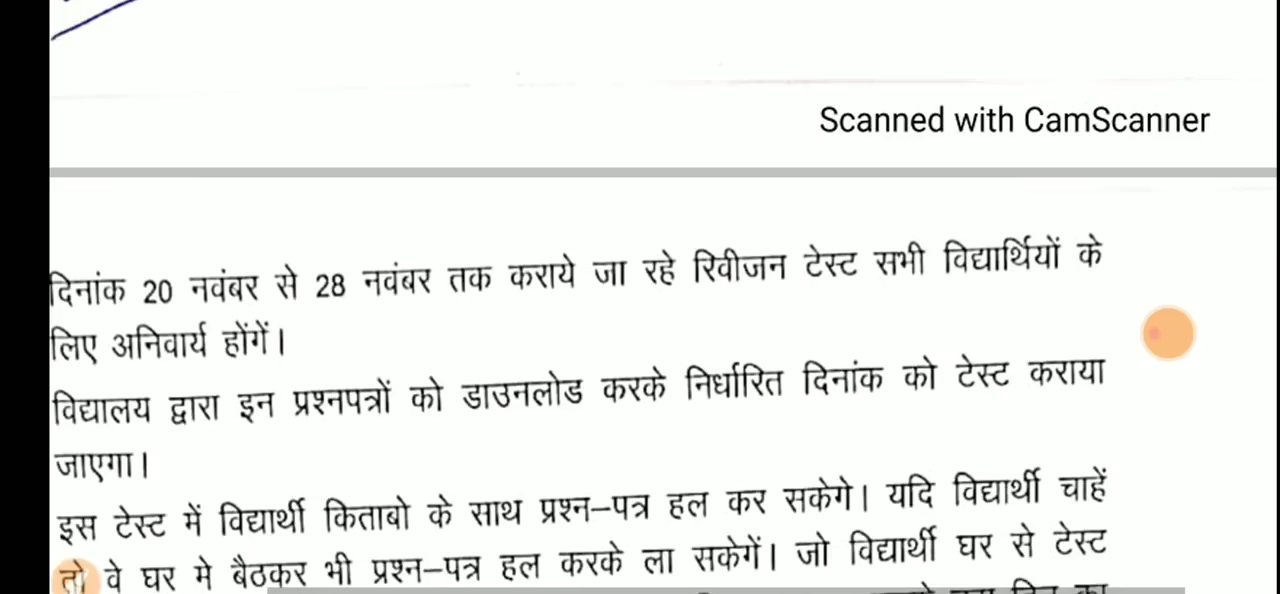 Scanned with CamScanner
दिनांक 20 नवंबर से 28 नवंबर तक कराये जा रहे रिवीजन टेस्ट सभी विद्यार्थियों के
लिए अनिवार्य होंगें।
विद्यालय द्वारा इन प्रश्नपत्रों को डाउनलोड करके निर्धारित दिनांक को टेस्ट कराया
जाएगा।
इस टेस्ट में विद्यार्थी किताबो के साथ प्रश्न–पत्र हल कर सकेगे। यदि विद्यार्थी चाहें
तो वे घर मे बैठकर भी प्रश्न–पत्र हल करके ला सकेगें। जो विद्यार्थी घर से टेस्ट